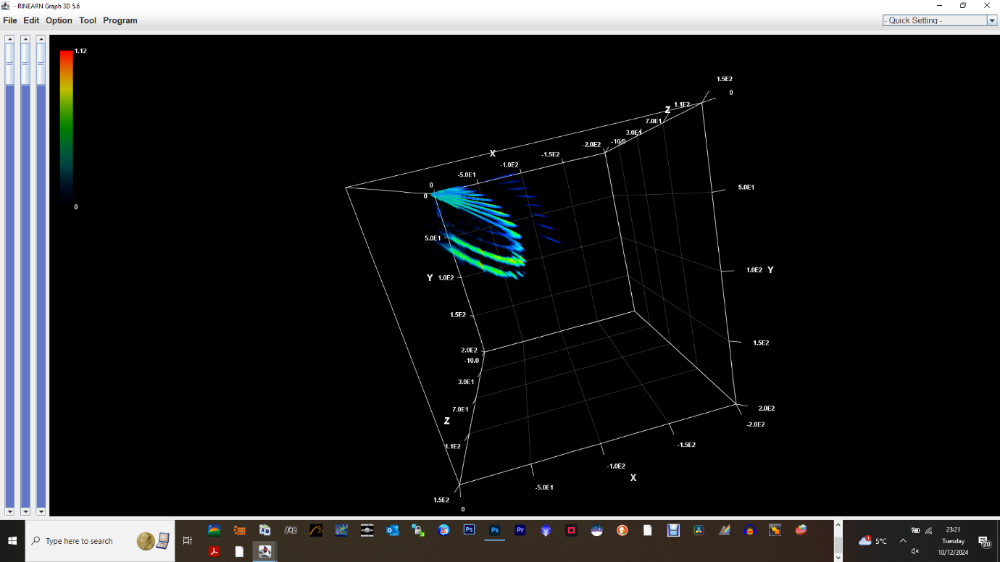 - RINEARN Graph 3D 5.6
File Edit Option Tool Program
- Quick Setting -
1.12
0
1.5E2
0
1.1E2
Z
7.0E1
3.0E1
-10.0
-2.0E2
X
-1.5E2
-1.0E2
-5.0E1
0
0
5.0E1
5.0E1
1.0E2 Y
Y 1.0E2
1.5E2
1.5E2
2.0E2
-10.0
3.0E1
7.0E1
Z
1.1E2
2.0E2
-2.0E2
-1.5E2
-1.0E2
X
-5.0E1
1.5E2
0
Type here to search
Ps
Ps
Pr
1
5°C
23:21
Tuesday
10/12/2024
20